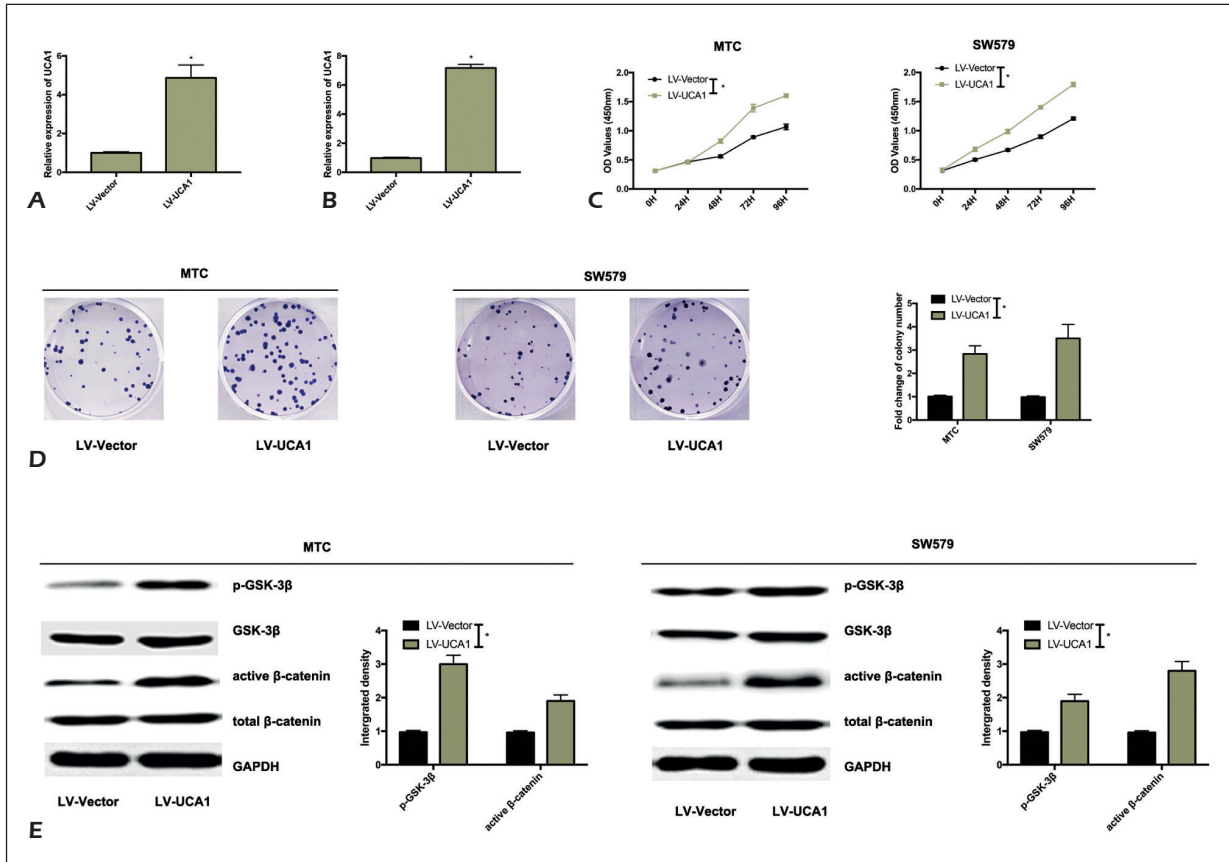 Relative expression of UCA1
8
6
4
2
0
*
LV-Vector
LV-UCA1
A
Relative expression of UCA1
8
6
4
2
0
*
LV-Vector
LV-UCA1
B
MTC
OD Values (450nm)
2.0
1.5
1.0
0.5
0.0
LV-Vector
LV-UCA1
*
0H
24H
48H
72H
96H
C
SW579
OD Values (450nm)
2.0
1.5
1.0
0.5
0.0
LV-Vector
LV-UCA1
*
0H
24H
48H
72H
96H
MTC
LV-Vector
LV-UCA1
SW579
LV-Vector
LV-UCA1
Fold change of colony number
5
4
3
2
1
0
LV-Vector
LV-UCA1
*
MTC
SW579
D
MTC
p-GSK-3β
GSK-3β
active β-catenin
total β-catenin
GAPDH
LV-Vector
LV-UCA1
Intergrated density
4
3
2
1
0
LV-Vector
LV-UCA1
*
p-GSK-3β
active β-catenin
SW579
p-GSK-3β
GSK-3β
active β-catenin
total β-catenin
GAPDH
LV-Vector
LV-UCA1
Intergrated density
4
3
2
1
0
LV-Vector
LV-UCA1
*
p-GSK-3β
active β-catenin
E